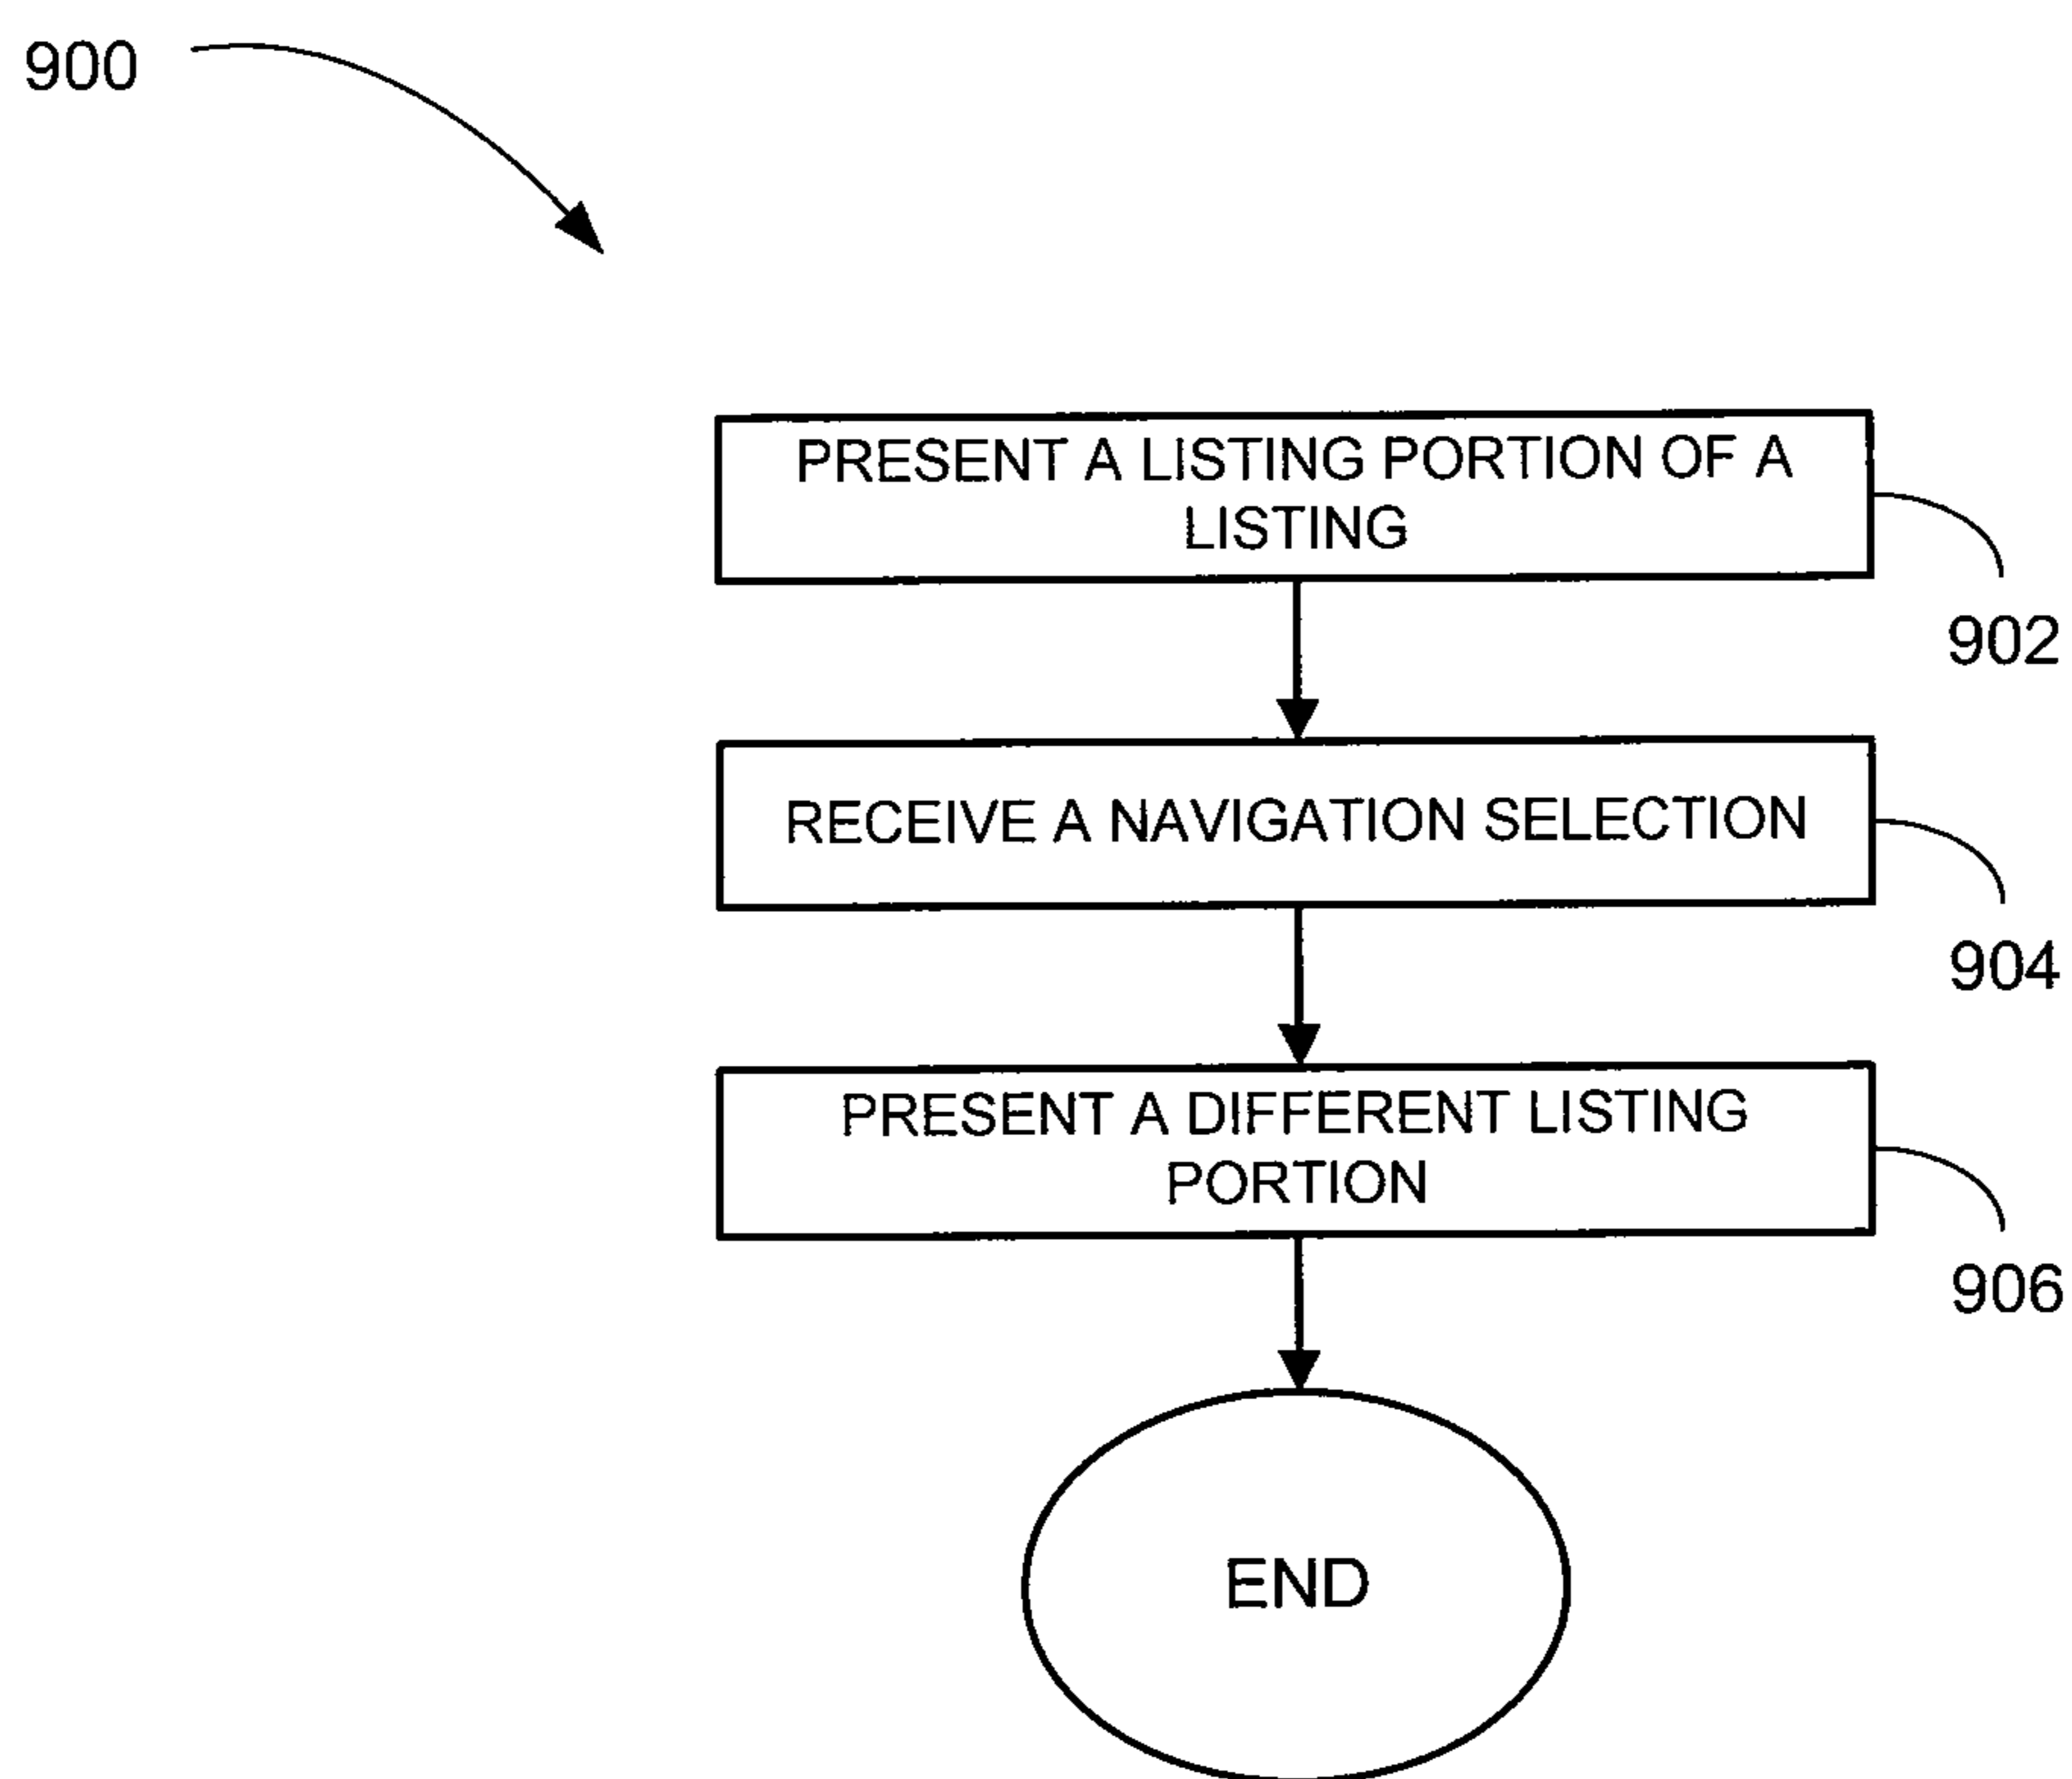 900
PRESENT A LISTING PORTION OF A
LISTING
902
RECEIVE A NAVIGATION SELECTION
904
PRESENT A DIFFERENT LISTING
PORTION
906
END